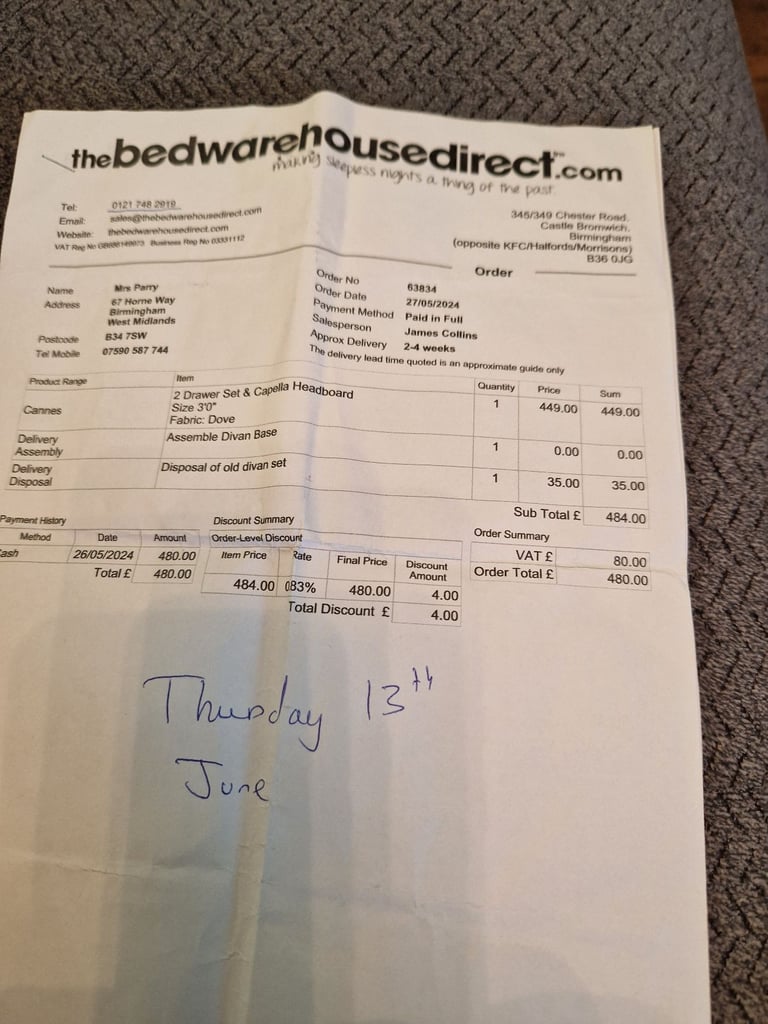 thebedwarehousedirect.com™
making sleepless nights a thing of the past.
Tel: 0121 748 2919
Email: sales@thebedwarehousedirect.com
Website: thebedwarehousedirect.com
Business Reg No 03331112
345/349 Chester Road,
Castle Bromwich,
Birmingham
(opposite KFC/Halfords/Morrisons)
B36 0JG
Order
Name Mrs Parry
Address 67 Horne Way
Birmingham
West Midlands
Postcode B34 7SW
Tel Mobile 07590 587 744
Order No 63834
Order Date 27/05/2024
Payment Method Paid in Full
Salesperson James Collins
Approx Delivery 2-4 weeks
The delivery lead time quoted is an approximate guide only
Product Range Item Quantity Price Sum
Cannes 2 Drawer Set & Capella Headboard 1 449.00 449.00
Size 3'0"
Fabric: Dove
Delivery Assembly Assemble Divan Base 1 0.00 0.00
Delivery Disposal Disposal of old divan set 1 35.00 35.00
Sub Total £ 484.00
Payment History
Method Date Amount
ash 26/05/2024 480.00
Total £ 480.00
Discount Summary
Order-Level Discount
Item Price Rate Final Price Discount Amount
484.00 083% 480.00 4.00
Total Discount £ 4.00
Order Summary
VAT £ 80.00
Order Total £ 480.00
Thursday 13th
June